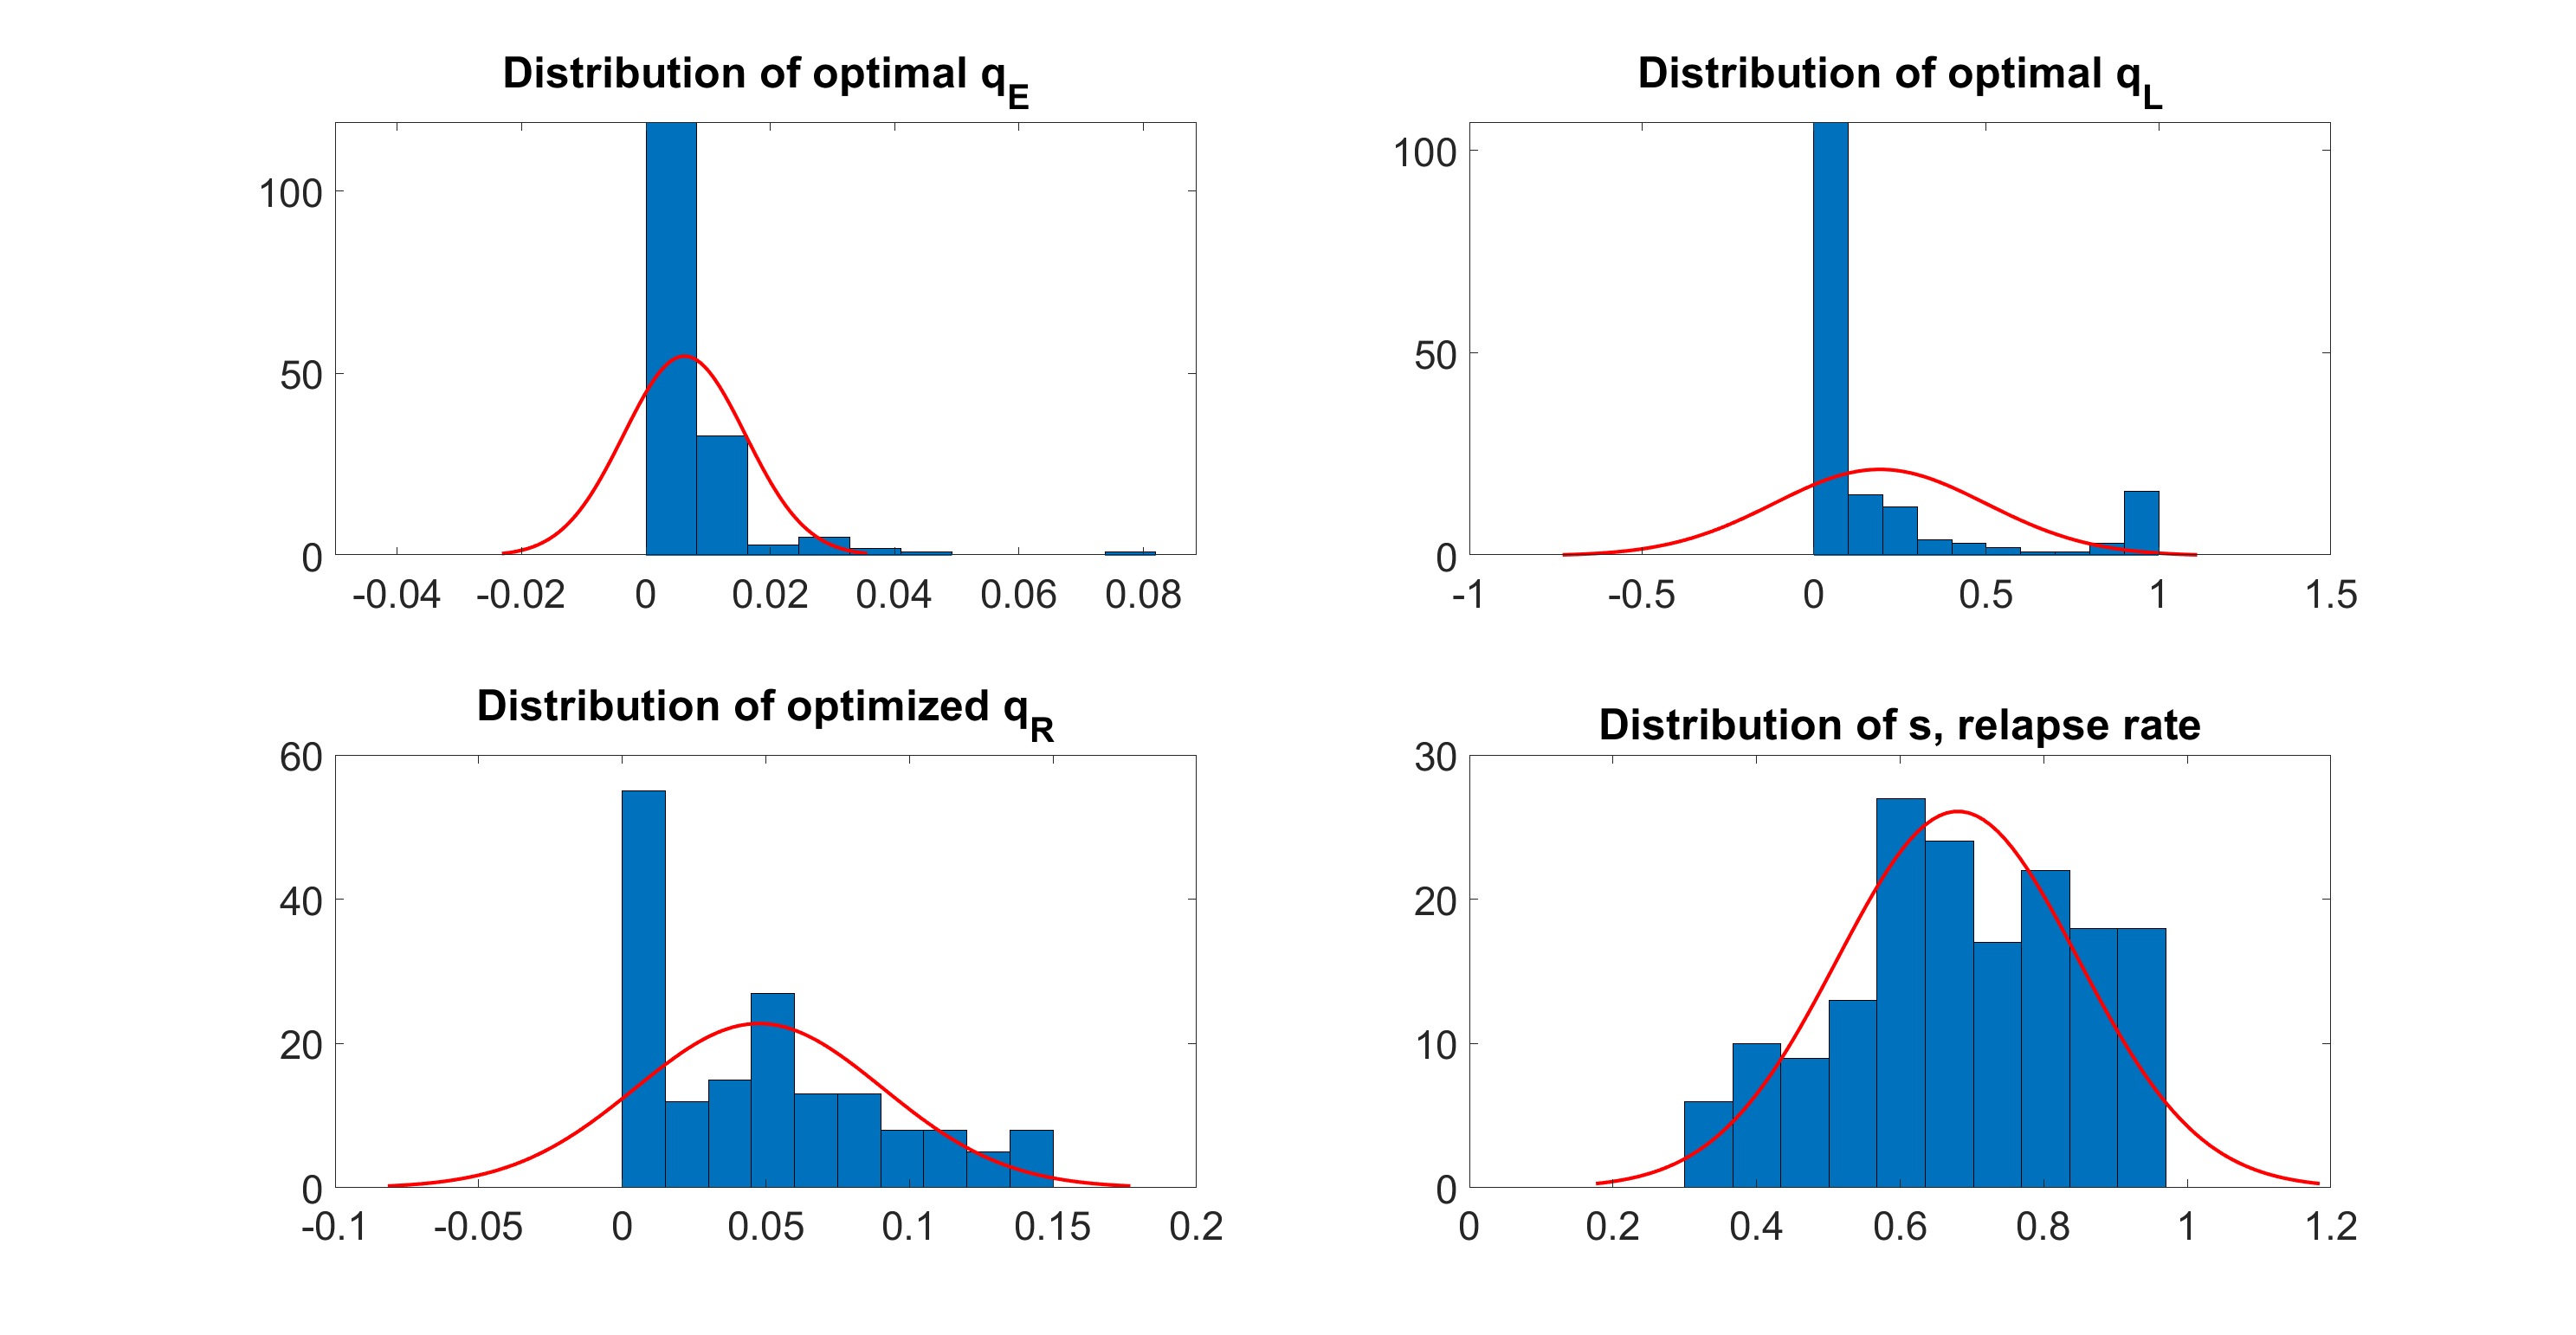 Distribution of optimal qE
100
50
0
-0.04 -0.02 0 0.02 0.04 0.06 0.08
Distribution of optimal qL
100
50
0
-1 -0.5 0 0.5 1 1.5
Distribution of optimized qR
60
40
20
0
-0.1 -0.05 0 0.05 0.1 0.15 0.2
Distribution of s, relapse rate
30
20
10
0
0 0.2 0.4 0.6 0.8 1 1.2